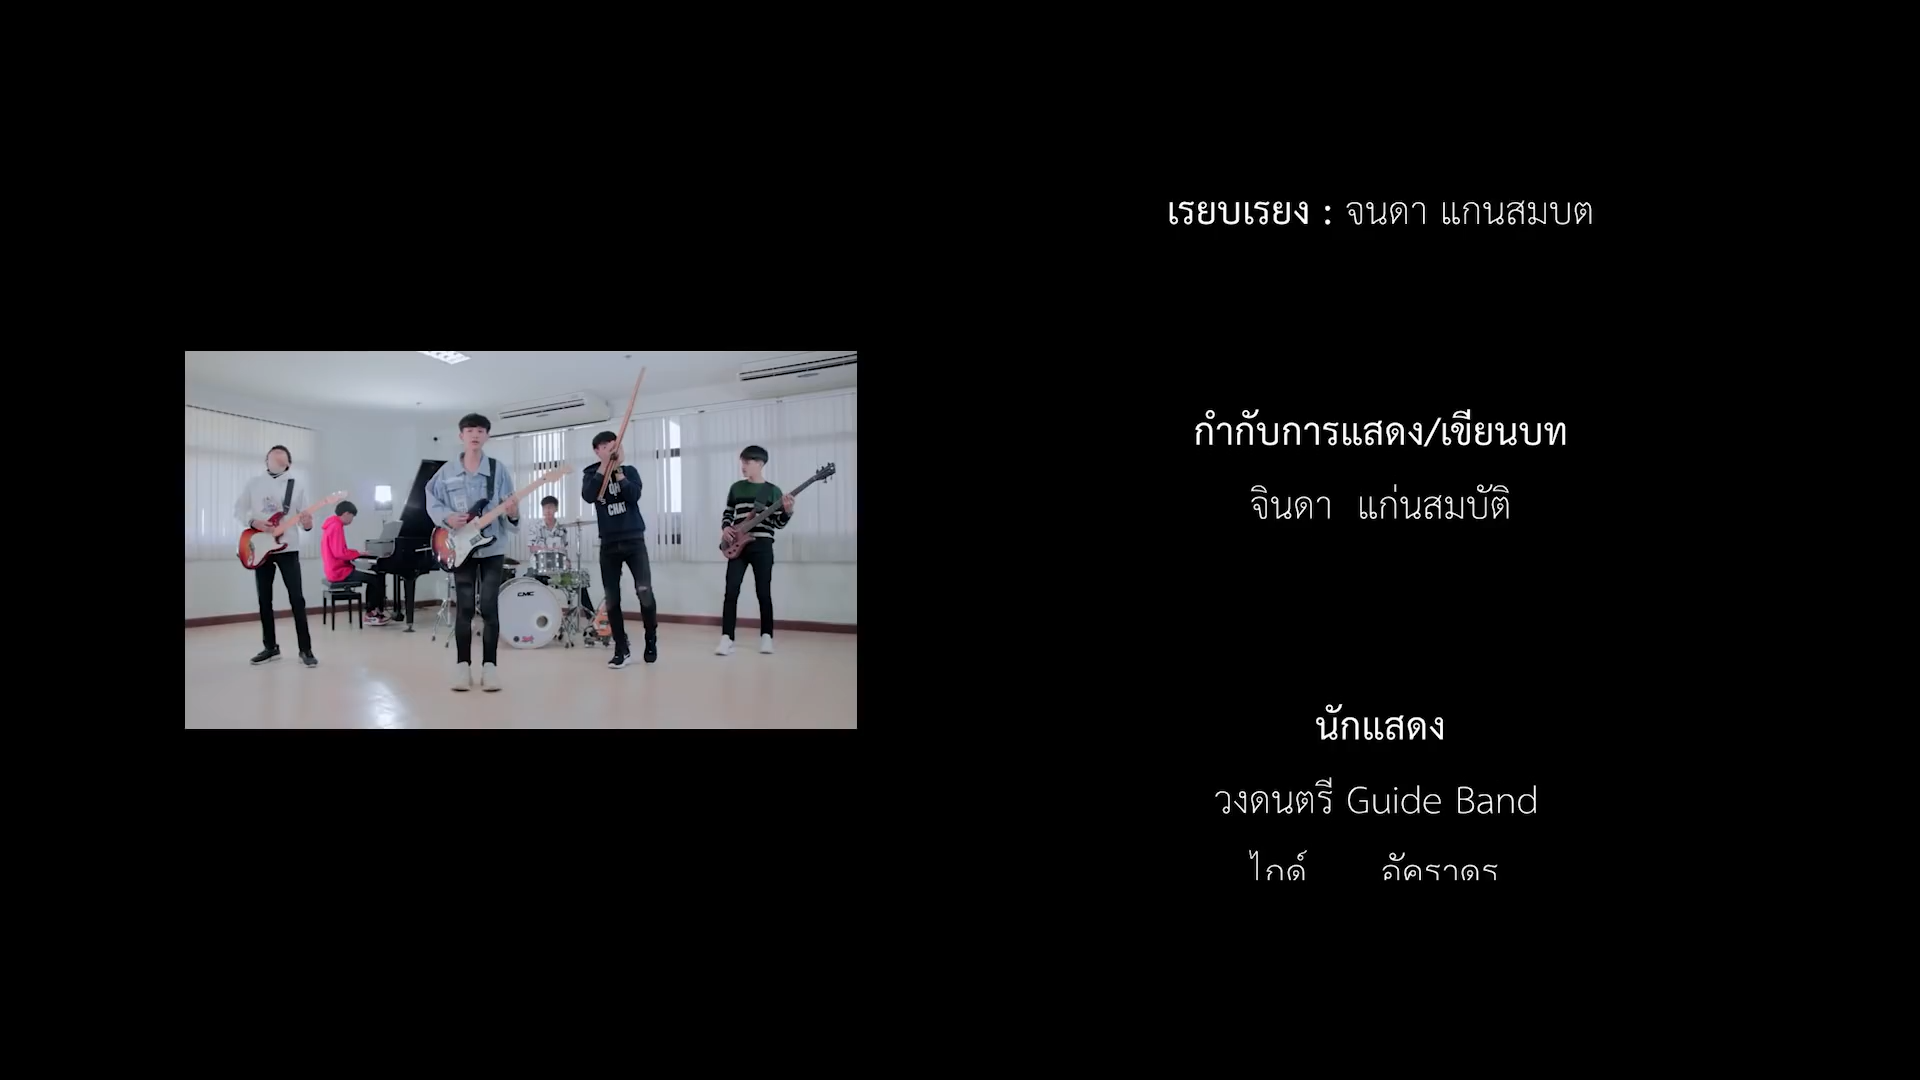 เรยบเรยง : จนดา แกนสมบต
กำกับการแสดง/เขียนบท
จินดา แก่นสมบัติ
นักแสดง
วงดนตรี Guide Band
ไกด์ อัคราดร
CMC
CHAT